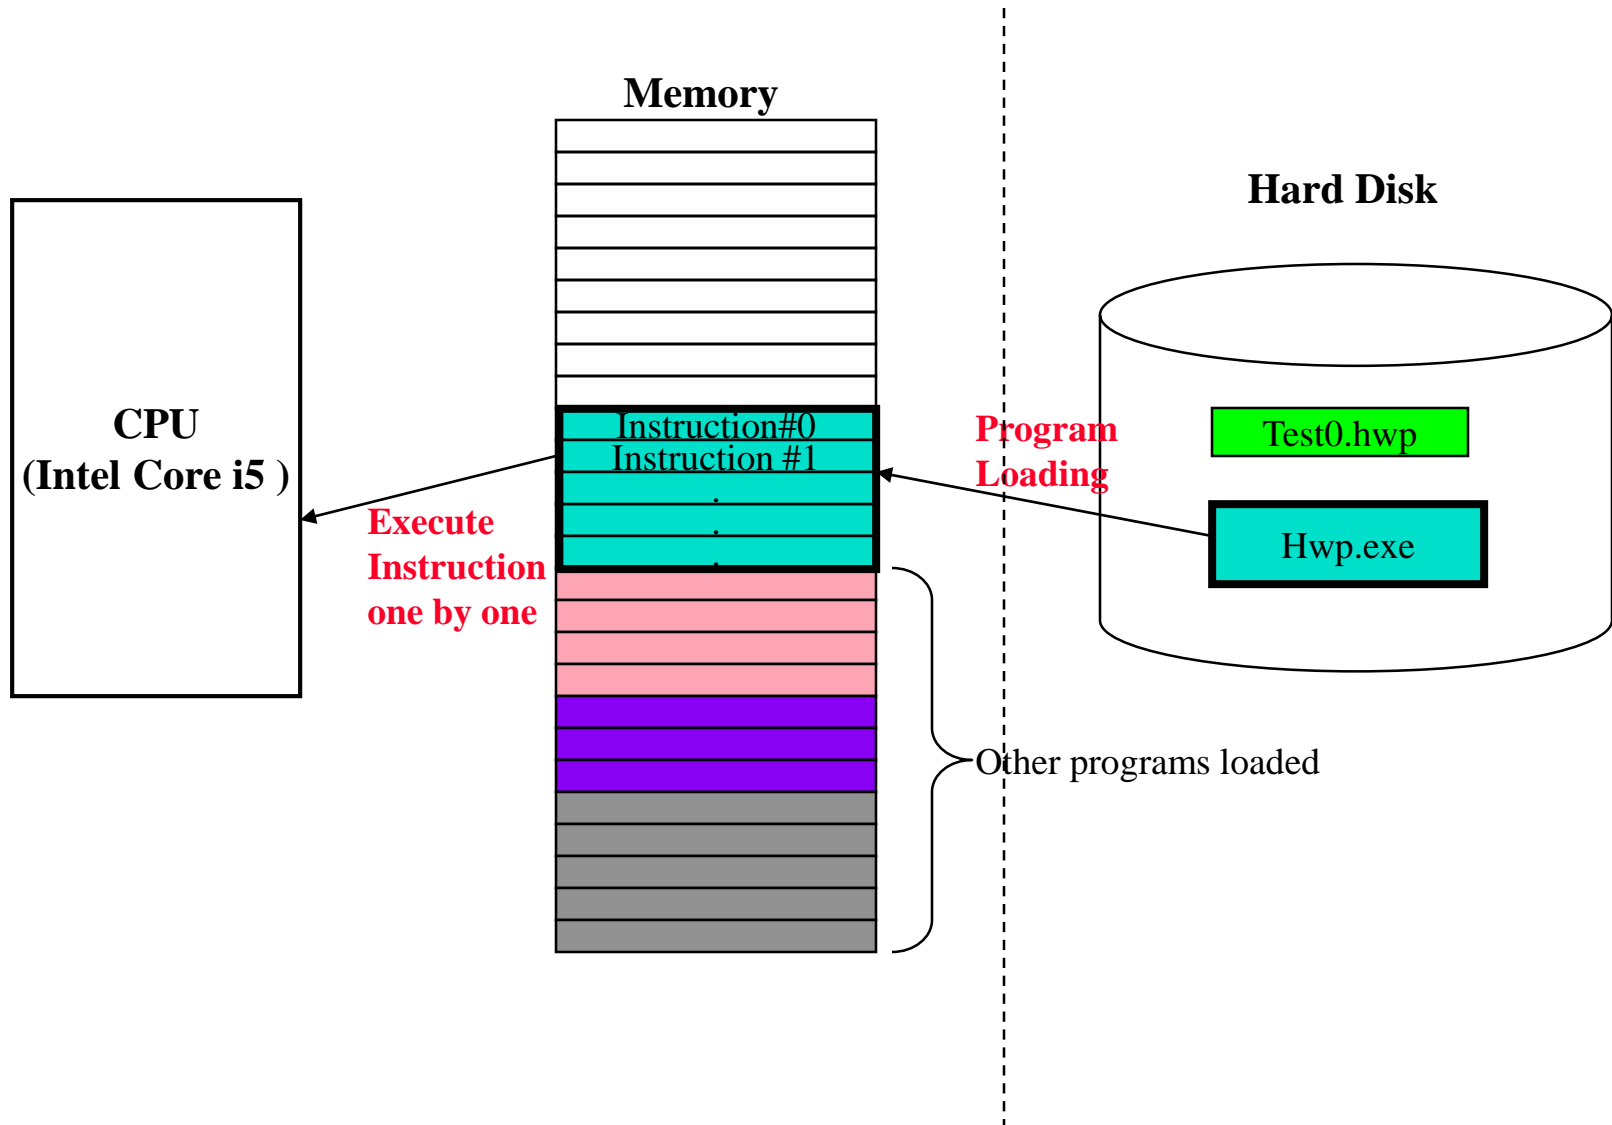 Memory
Hard Disk
CPU
(Intel Core i5 )
Instruction#0
Instruction #1
.
.
.
Execute
Instruction
one by one
Program
Loading
Test0.hwp
Hwp.exe
Other programs loaded